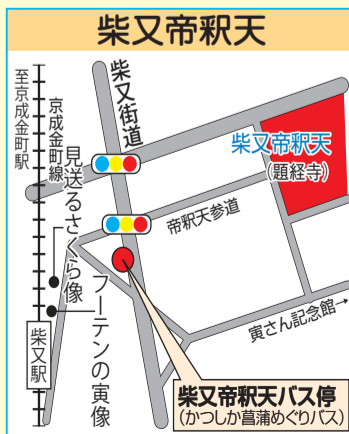 柴又帝釈天
至京成金町駅
京成金町線
柴又街道
見送るさくら像
フーテンの寅像
柴又駅
柴又帝釈天
(題経寺)
帝釈天参道
寅さん記念館→
柴又帝釈天バス停
(かつしか菖蒲めぐりバス)